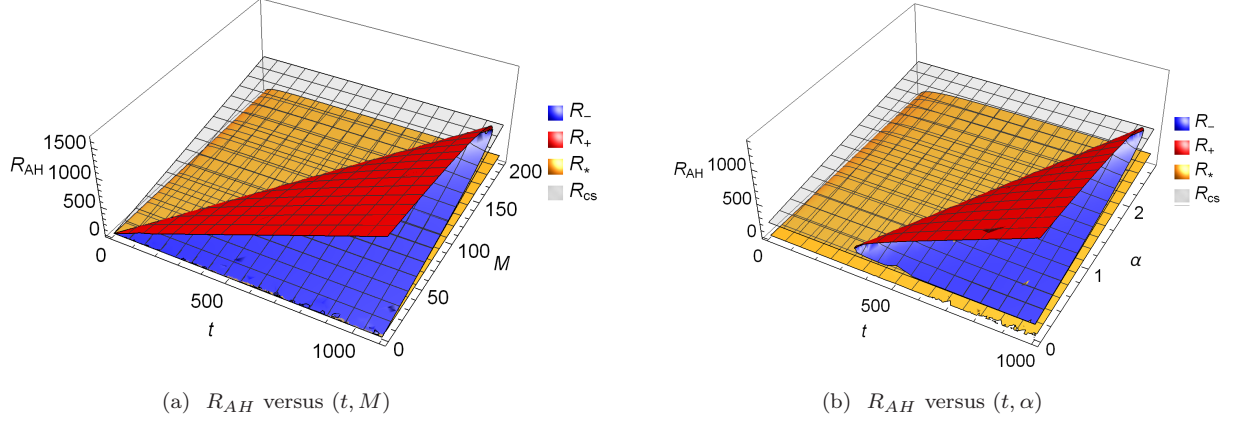 1500
R_AH 1000
500
0
0
500
t
1000
0
50
100
M
150
200
R_−
R_+
R_*
R_cs
(a) R_AH versus (t, M)
1000
R_AH
500
0
0
500
t
1000
0
1
α
2
R_−
R_+
R_*
R_cs
(b) R_AH versus (t, α)